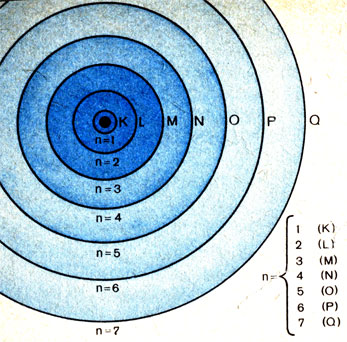 K L M N O P Q
n=1
n=2
n=3
n=4
n=5
n=6
n=7
1 (K)
2 (L)
3 (M)
n= 4 (N)
5 (O)
6 (P)
7 (Q)